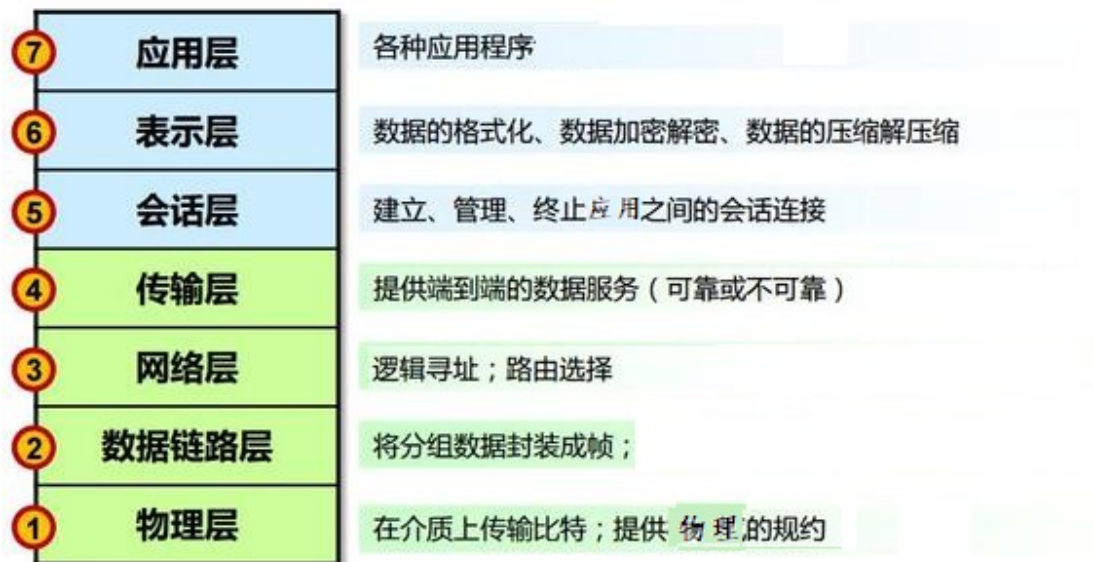 7 应用层 各种应用程序
6 表示层 数据的格式化、数据加密解密、数据的压缩解压缩
5 会话层 建立、管理、终止应用之间的会话连接
4 传输层 提供端到端的数据服务(可靠或不可靠)
3 网络层 逻辑寻址;路由选择
2 数据链路层 将分组数据封装成帧;
1 物理层 在介质上传输比特;提供物理的规约